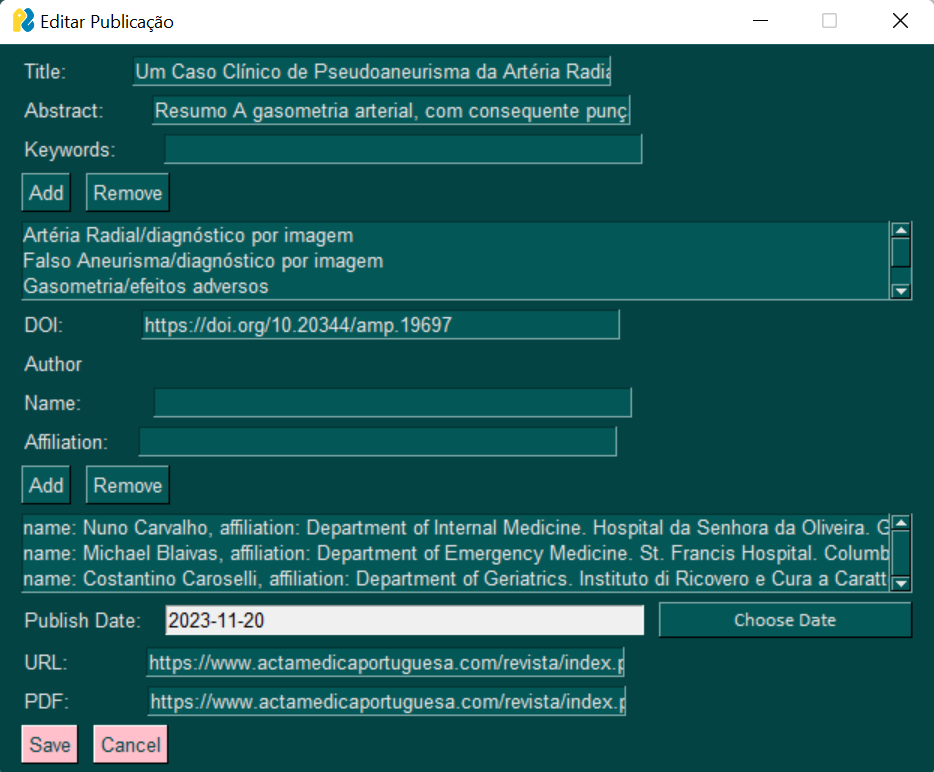 Editar Publicação
Title: Um Caso Clínico de Pseudoaneurisma da Artéria
Abstract: Resumo A gasometria arterial, com consequente
Keywords:
Add Remove
Artéria Radial/diagnóstico por imagem
Falso Aneurisma/diagnóstico por imagem
Gasometria/efeitos adversos
DOI: https://doi.org/10.20344/amp.19697
Author
Name:
Affiliation:
Add Remove
name: Nuno Carvalho, affiliation: Department of Internal Medicine. Hospital da Senhora da Oliveira.
name: Michael Blaivas, affiliation: Department of Emergency Medicine. St. Francis Hospital.
name: Costantino Caroselli, affiliation: Department of Geriatrics. Instituto di Ricovero e Cura a
Publish Date: 2023-11-20 Choose Date
URL: https://www.actamedicaportuguesa.com/revista/index.p
PDF: https://www.actamedicaportuguesa.com/revista/index.p
Save Cancel